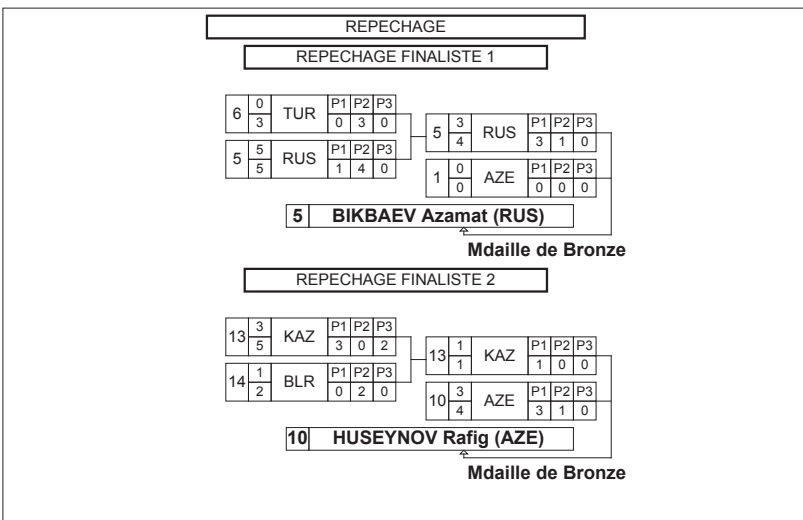 REPECHAGE
REPECHAGE FINALISTE 1
6 0 3 TUR P1 P2 P3 0 3 0
5 5 5 RUS P1 P2 P3 1 4 0
5 3 4 RUS P1 P2 P3 3 1 0
1 0 0 AZE P1 P2 P3 0 0 0
5 BIKBAEV Azamat (RUS)
Mdaille de Bronze
REPECHAGE FINALISTE 2
13 3 5 KAZ P1 P2 P3 3 0 2
14 1 2 BLR P1 P2 P3 0 2 0
13 1 1 KAZ P1 P2 P3 1 0 0
10 3 4 AZE P1 P2 P3 3 1 0
10 HUSEYNOV Rafig (AZE)
Mdaille de Bronze